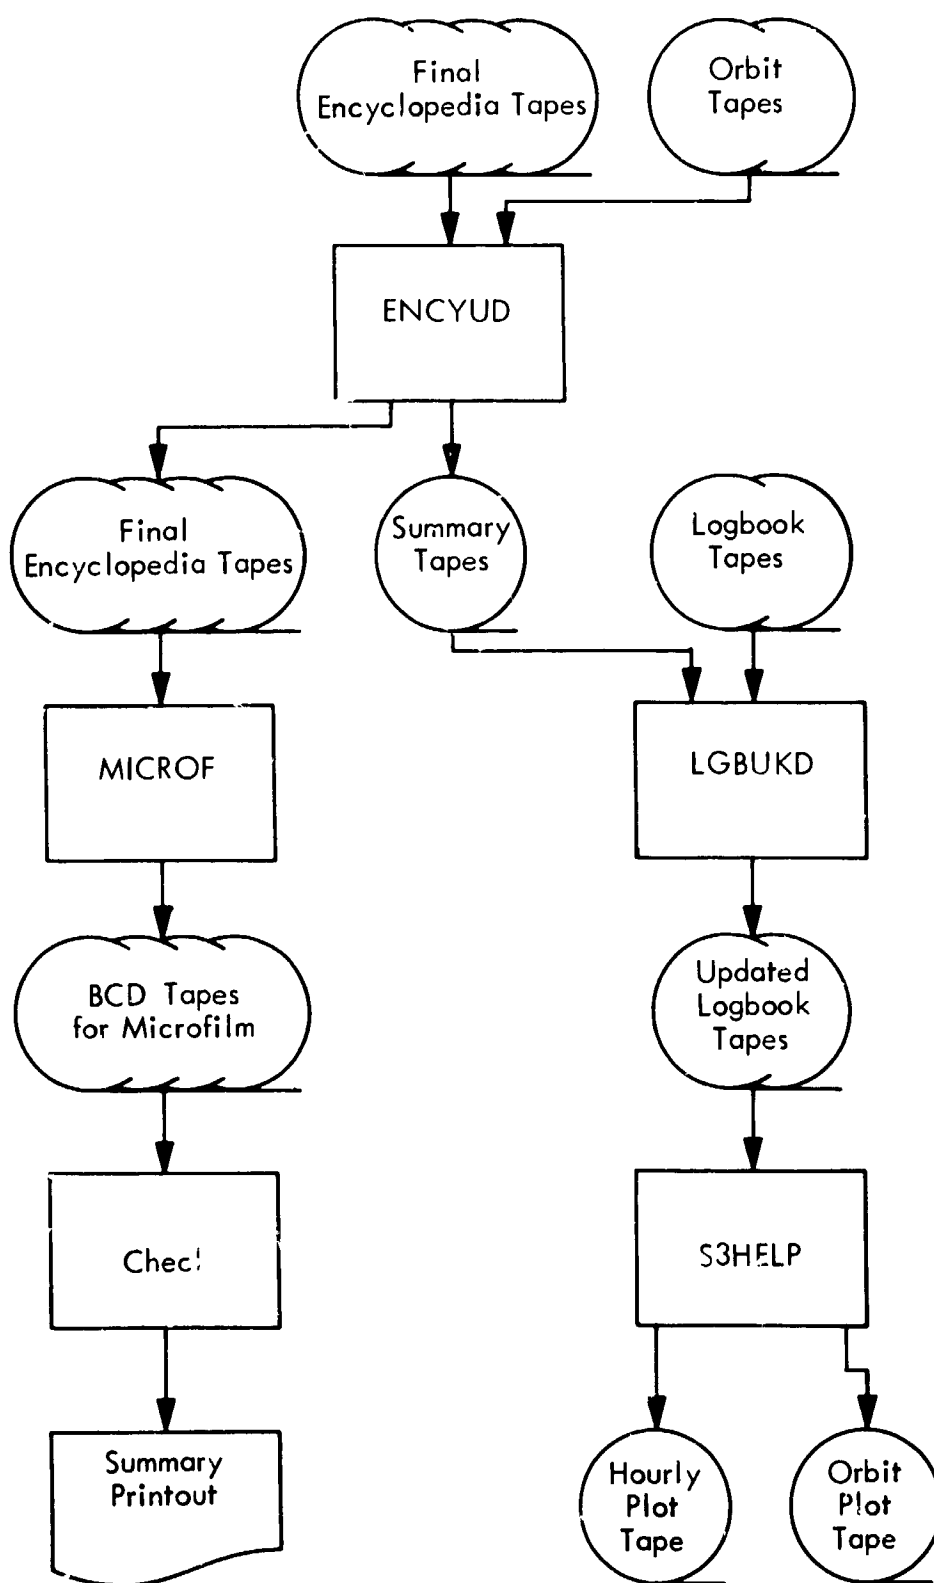 Final
Encyclopedia Tapes
Orbit
Tapes
ENCYUD
Final
Encyclopedia Tapes
Summary
Tapes
Logbook
Tapes
MICROF
LGBUKD
BCD Tapes
for Microfilm
Updated
Logbook
Tapes
Check
S3HELP
Summary
Printout
Hourly
Plot
Tape
Orbit
Plot
Tape